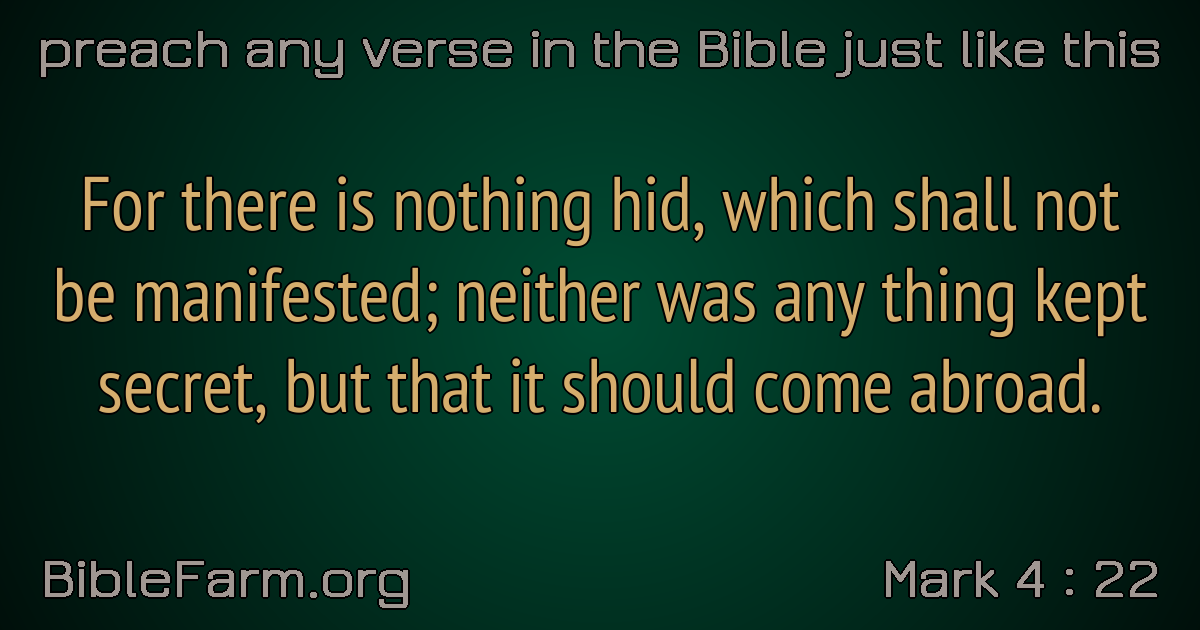 preach any verse in the Bible just like this
For there is nothing hid, which shall not
be manifested; neither was any thing kept
secret, but that it should come abroad.
BibleFarm.org
Mark 4 : 22